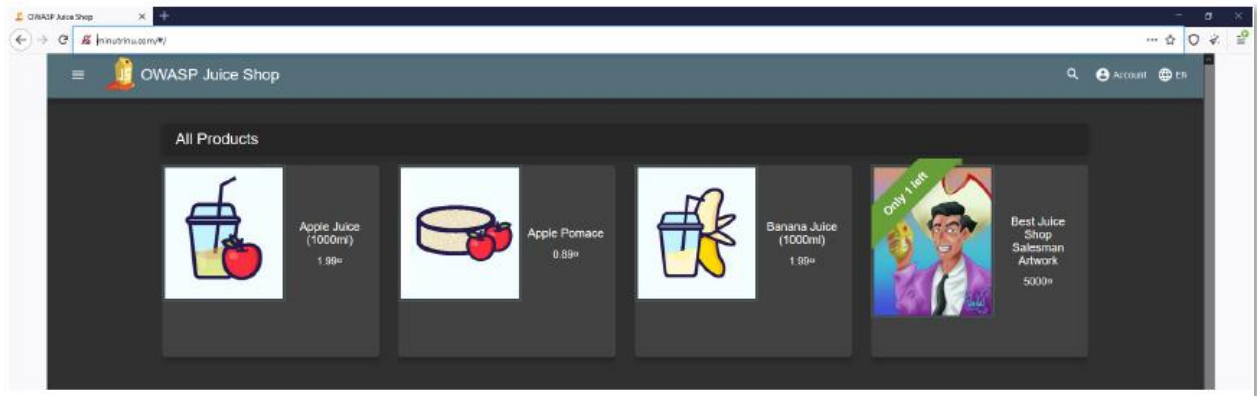 OWASP Juice Shop
OWASP Juice Shop
Account
EN
All Products
Apple Juice
(1000ml)
1.99¤
Apple Pomace
0.89¤
Banana Juice
(1000ml)
1.99¤
Only 1 left
Best Juice
Shop
Salesman
Artwork
5000¤